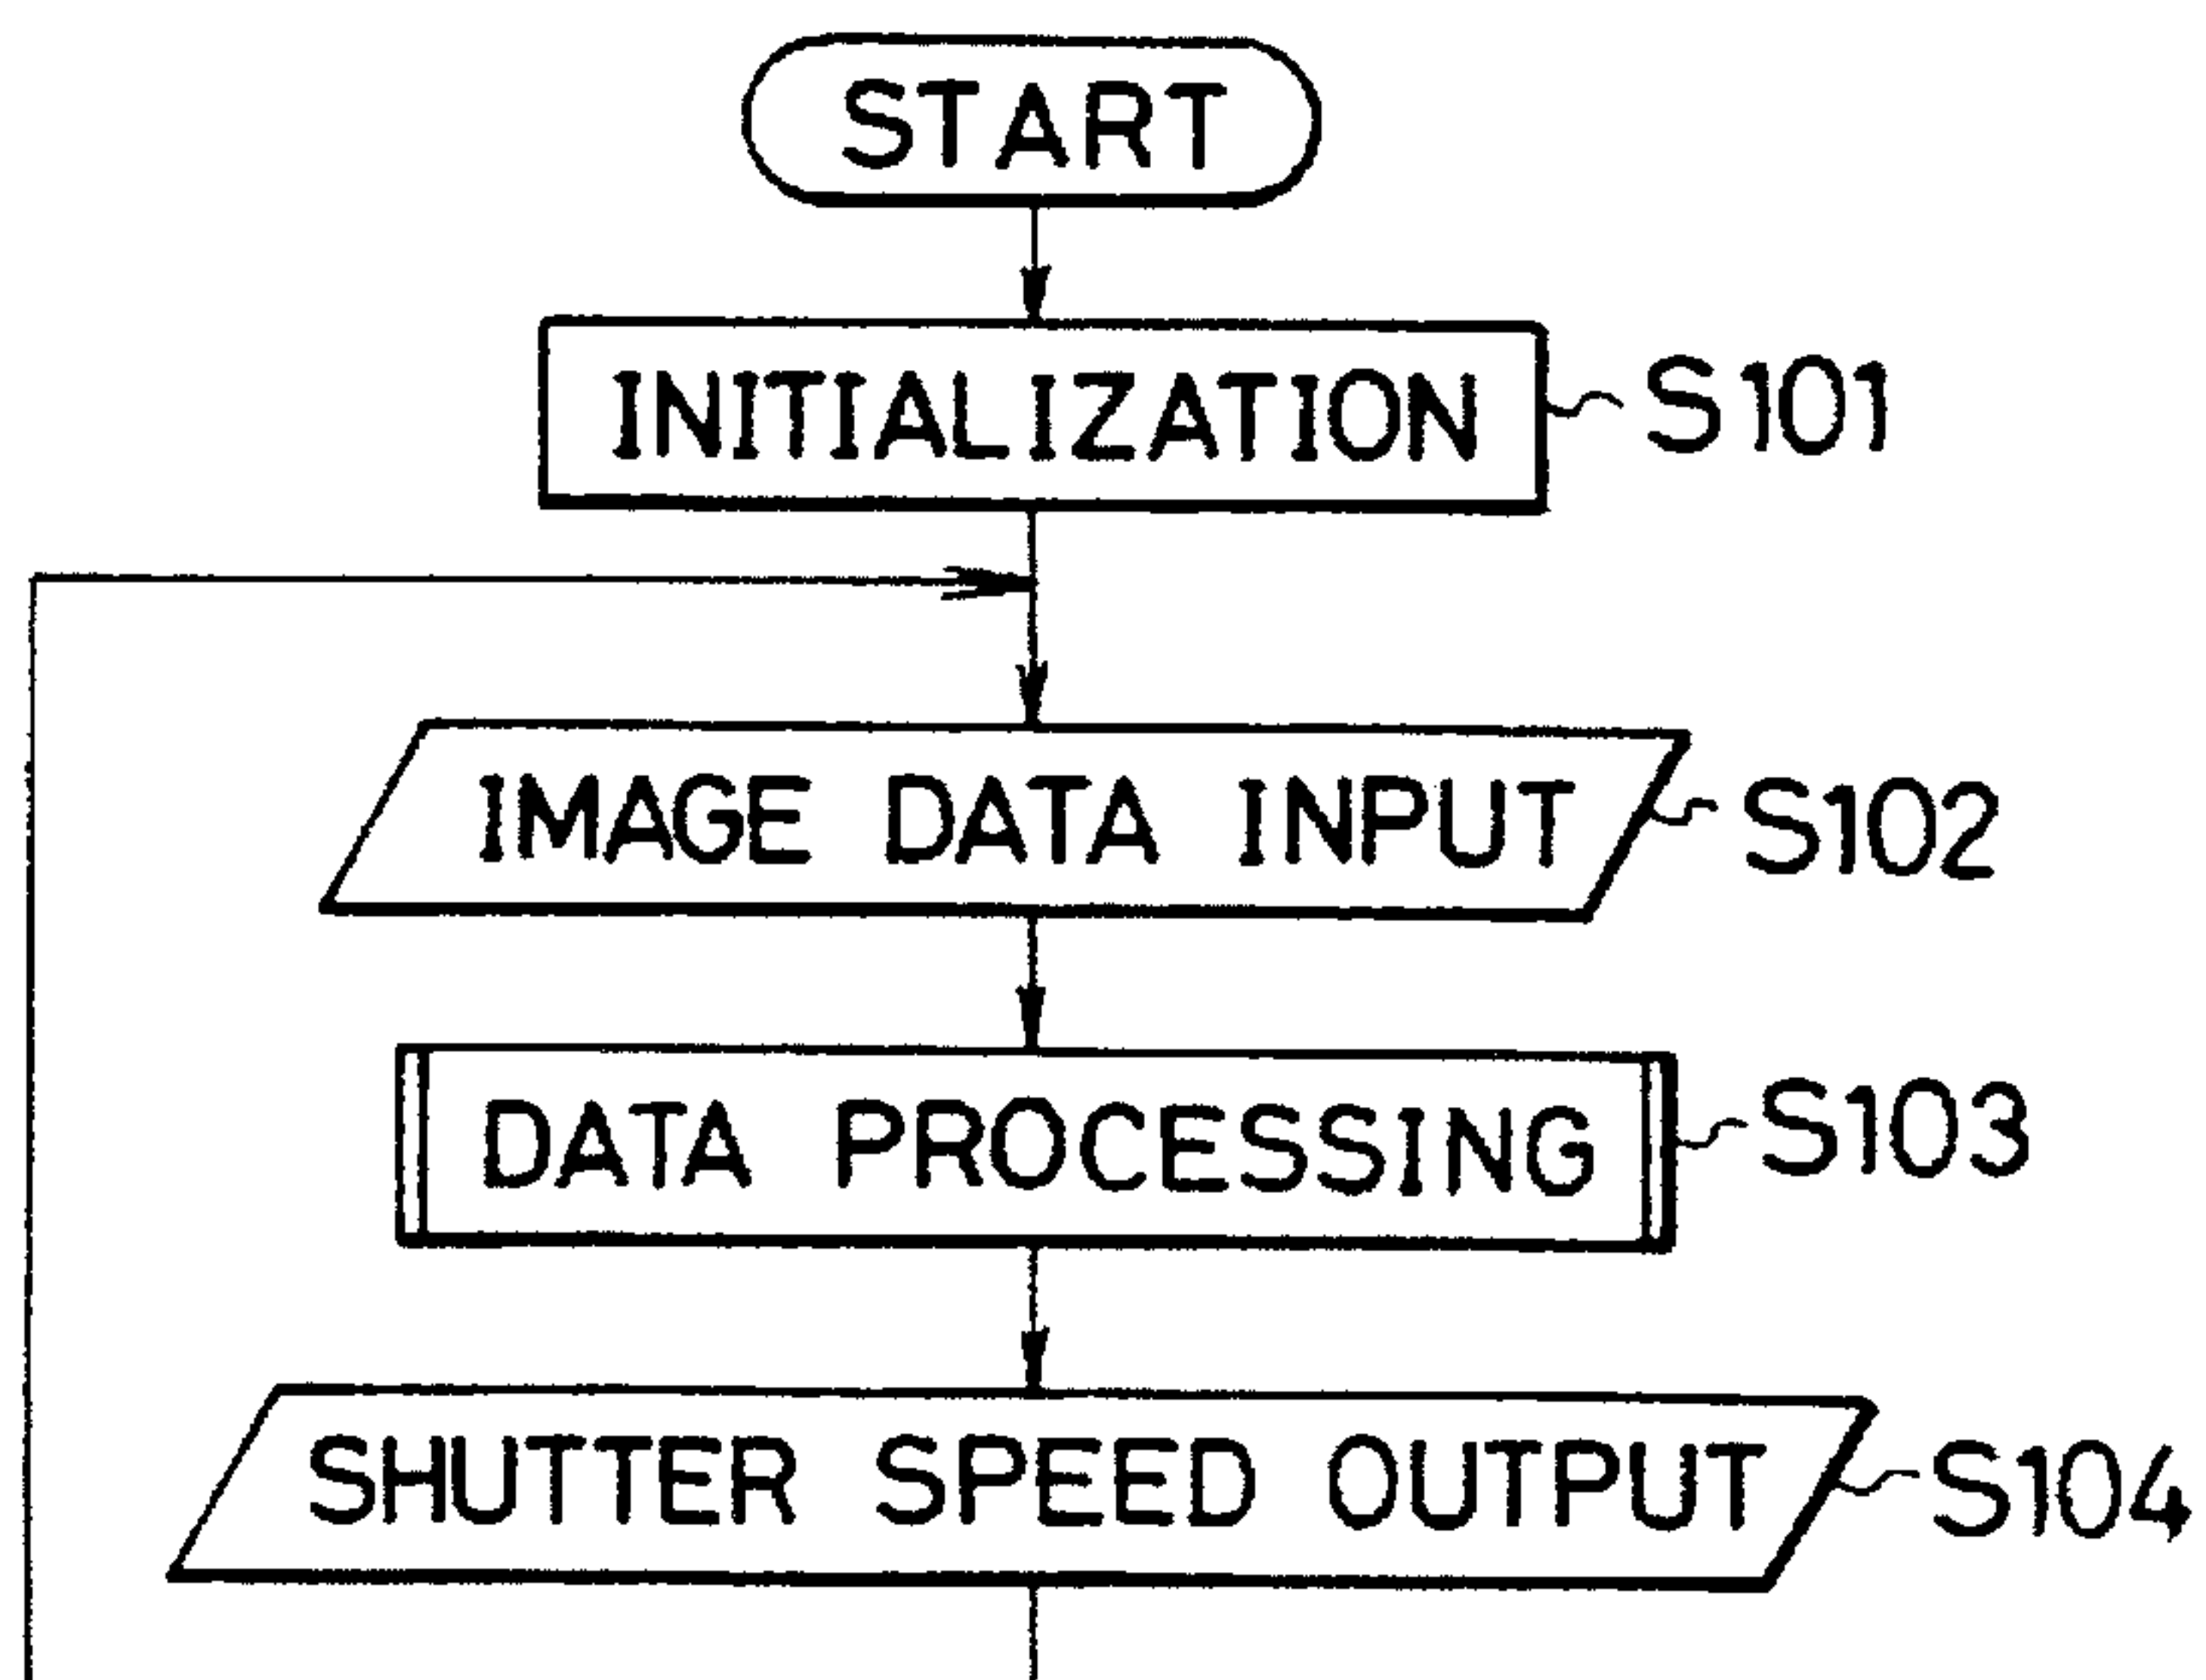 START
INITIALIZATION S101
IMAGE DATA INPUT S102
DATA PROCESSING S103
SHUTTER SPEED OUTPUT S104